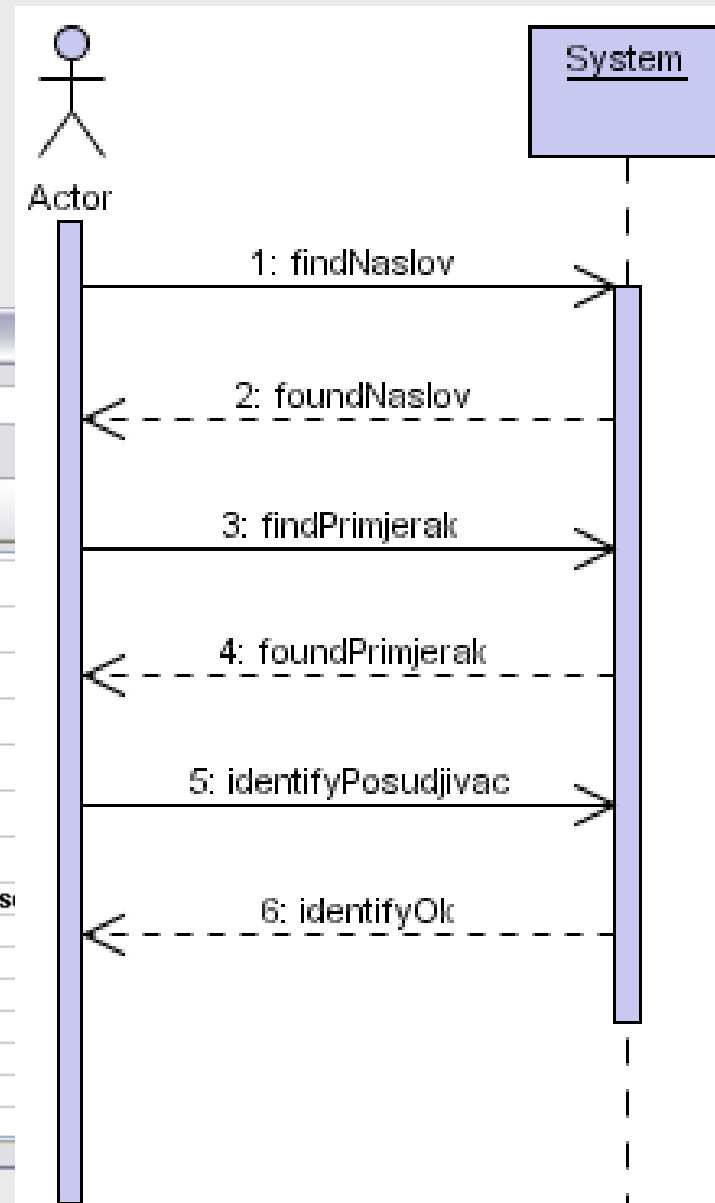 System
Actor
1: findNaslov
2: foundNaslov
3: findPrimjerak
4: foundPrimjerak
5: identifyPosudjivac
6: identifyOk